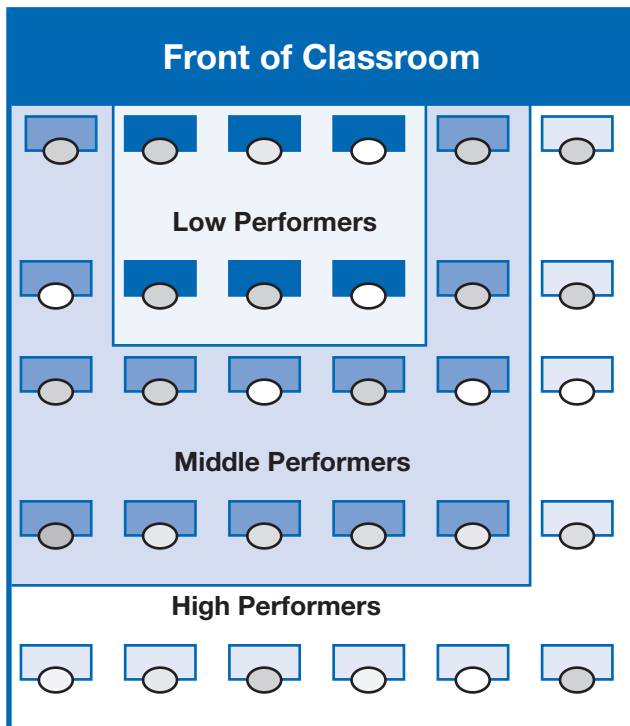 Front of Classroom
Low Performers
Middle Performers
High Performers